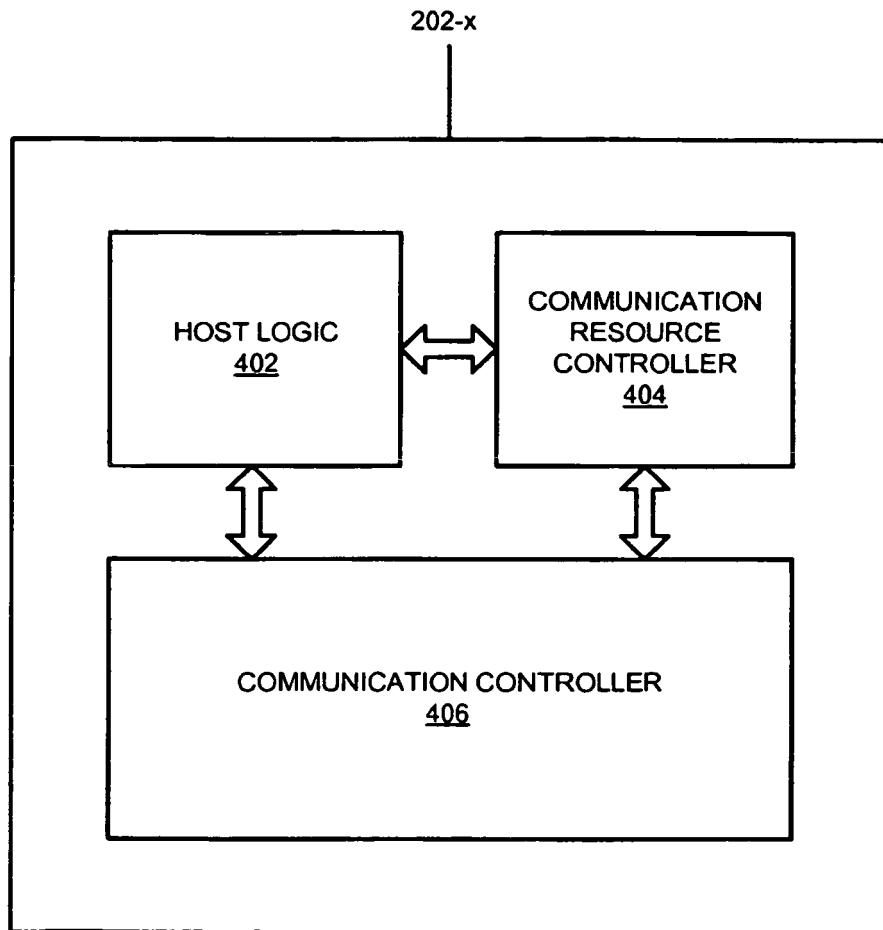 202-x
HOST LOGIC
402
COMMUNICATION
RESOURCE
CONTROLLER
404
COMMUNICATION CONTROLLER
406